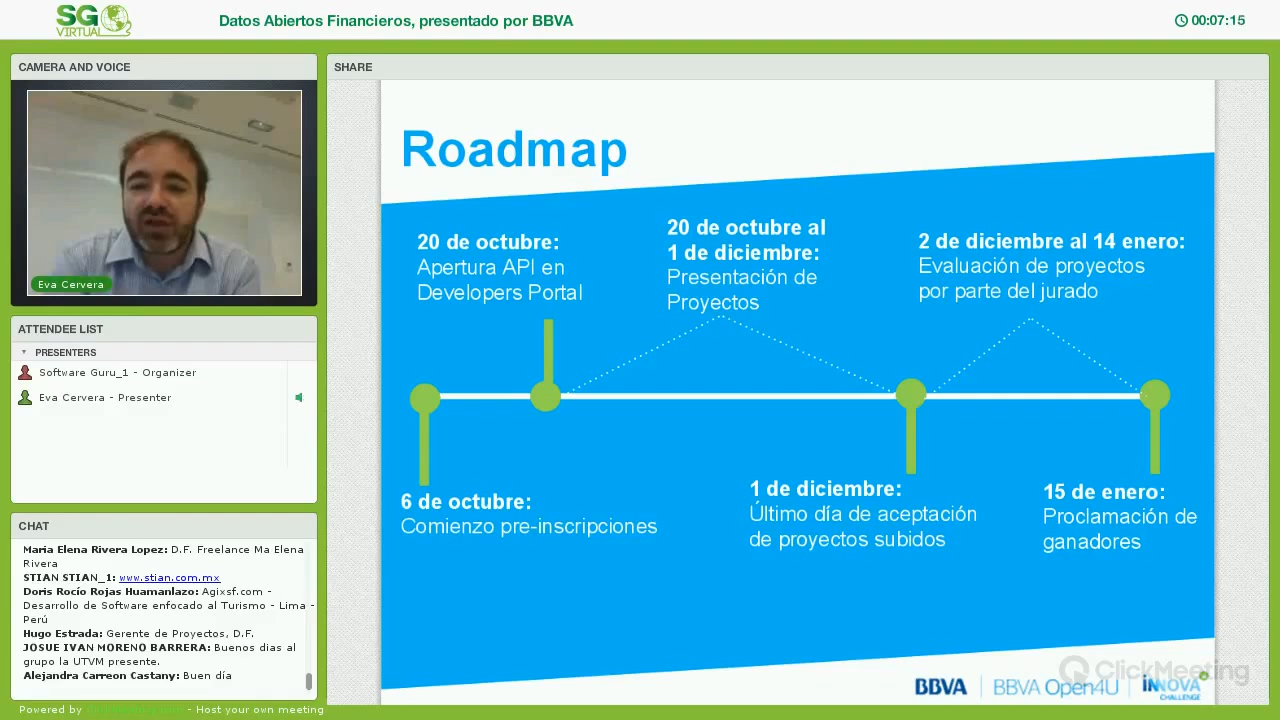 SG
VIRTUAL
Datos Abiertos Financieros, presentado por BBVA
00:07:15
CAMERA AND VOICE
Eva Cervera
ATTENDEE LIST
PRESENTERS
Software Guru_1 - Organizer
Eva Cervera - Presenter
CHAT
Maria Elena Rivera Lopez: D.F. Freelance Ma Elena
Rivera
STIAN STIAN_1: www.stian.com.mx
Doris Rocío Rojas Huamanlazo: Agixsf.com -
Desarrollo de Software enfocado al Turismo - Lima -
Perú
Hugo Estrada: Gerente de Proyectos, D.F.
JOSUE IVAN MORENO BARRERA: Buenos dias al
grupo la UTVM presente.
Alejandra Carreon Castany: Buen día
Powered by ClickMeeting.com - Host your own meeting
SHARE
Roadmap
20 de octubre:
Apertura API en
Developers Portal
20 de octubre al
1 de diciembre:
Presentación de
Proyectos
2 de diciembre al 14 enero:
Evaluación de proyectos
por parte del jurado
6 de octubre:
Comienzo pre-inscripciones
1 de diciembre:
Último día de aceptación
de proyectos subidos
15 de enero:
Proclamación de
ganadores
ClickMeeting
BBVA
BBVA Open4U
INNOVA
CHALLENGE